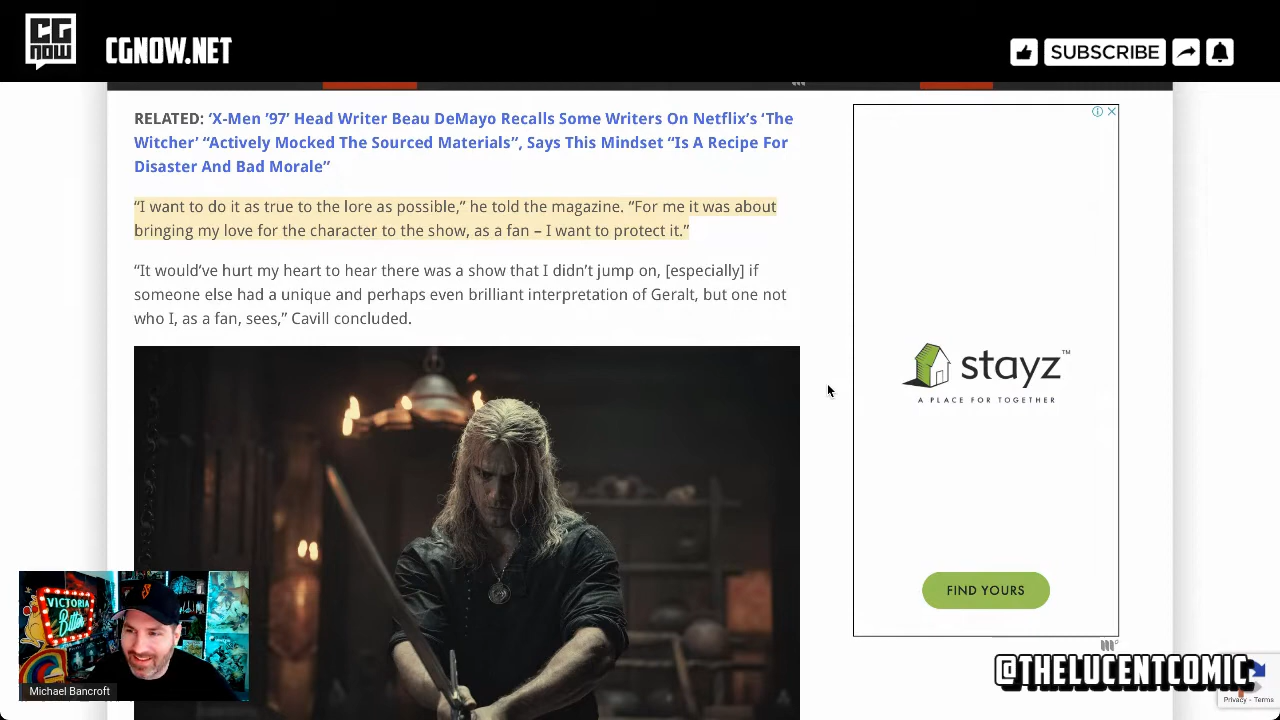 CG
NOW
CGNOW.NET
SUBSCRIBE
RELATED: ‘X-Men ’97’ Head Writer Beau DeMayo Recalls Some Writers On Netflix’s ‘The
Witcher’ “Actively Mocked The Sourced Materials”, Says This Mindset “Is A Recipe For
Disaster And Bad Morale”
“I want to do it as true to the lore as possible,” he told the magazine. ”For me it was about
bringing my love for the character to the show, as a fan – I want to protect it.”
“It would’ve hurt my heart to hear there was a show that I didn’t jump on, [especially] if
someone else had a unique and perhaps even brilliant interpretation of Geralt, but one not
who I, as a fan, sees,” Cavill concluded.
stayz™
A PLACE FOR TOGETHER
FIND YOURS
VICTORIA
Bitter
Michael Bancroft
@THELUCENTCOMIC
Privacy - Terms